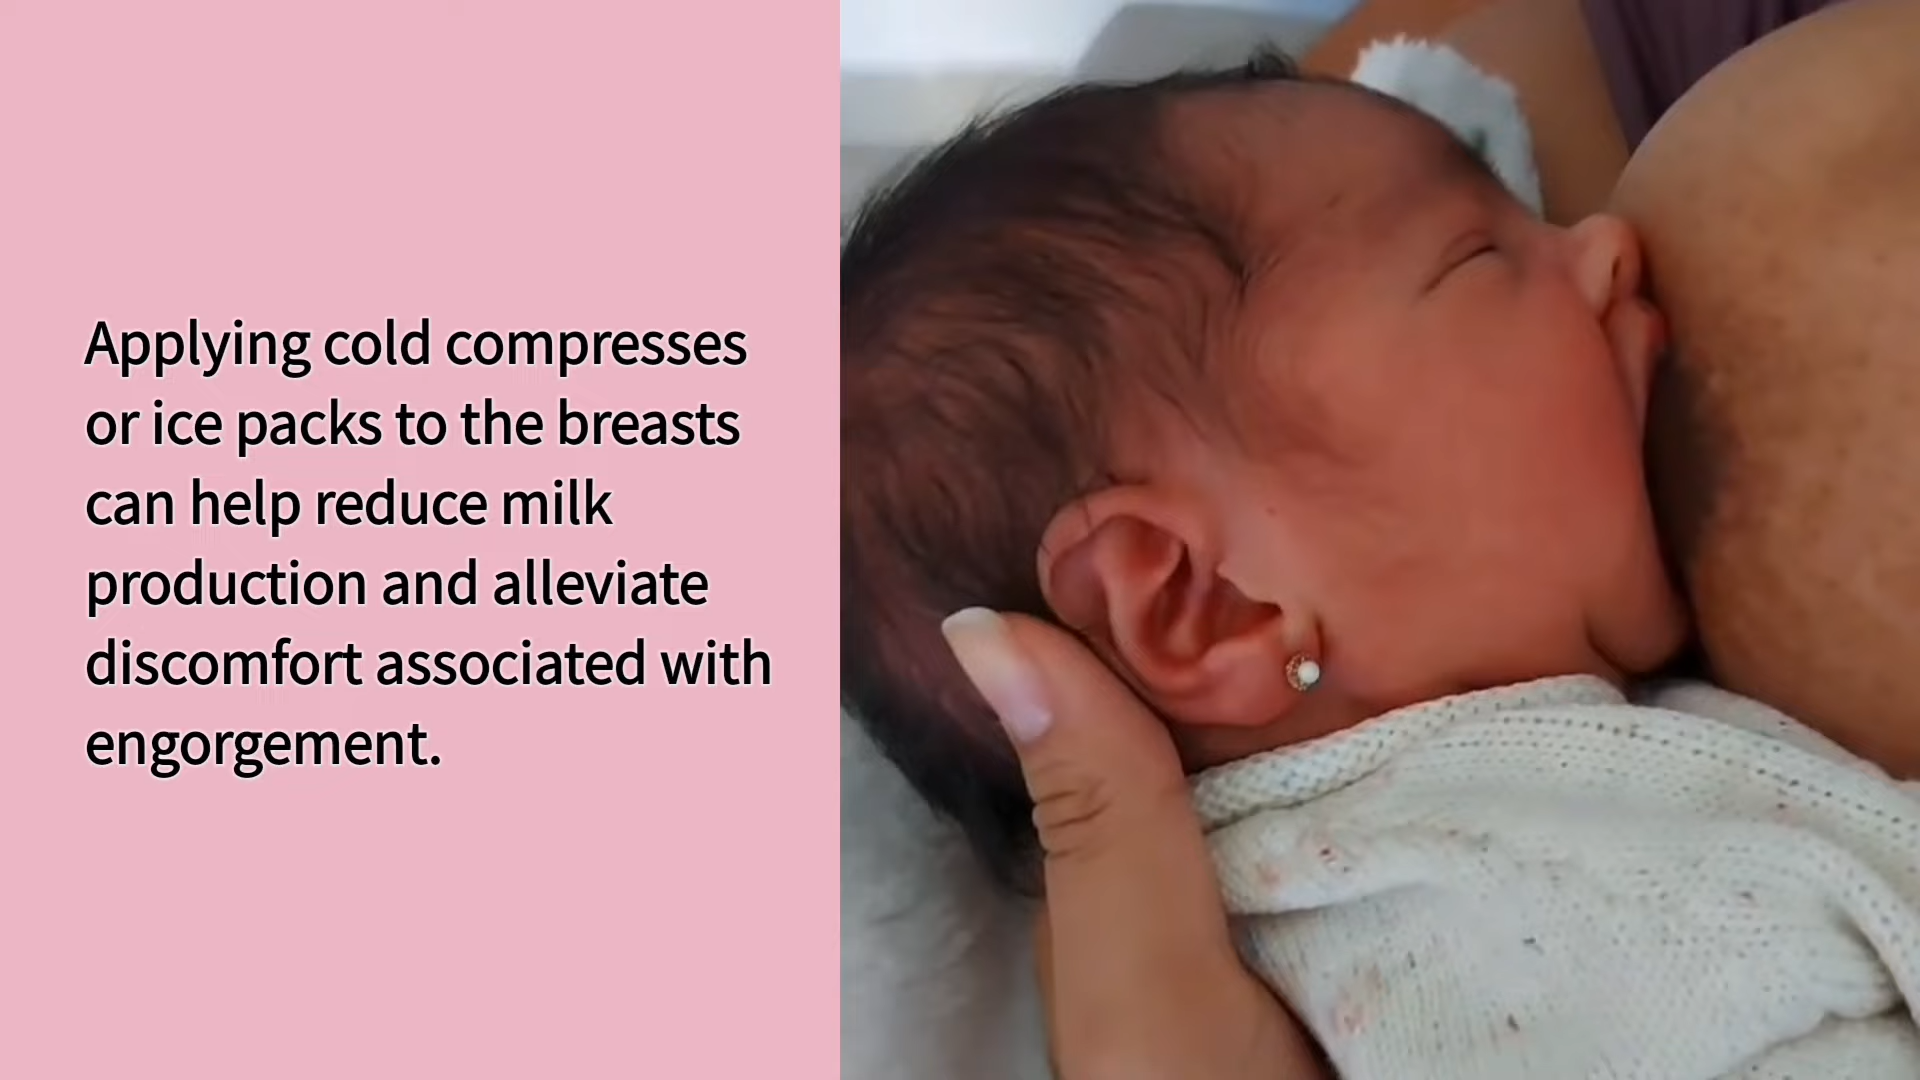 Applying cold compresses
or ice packs to the breasts
can help reduce milk
production and alleviate
discomfort associated with
engorgement.